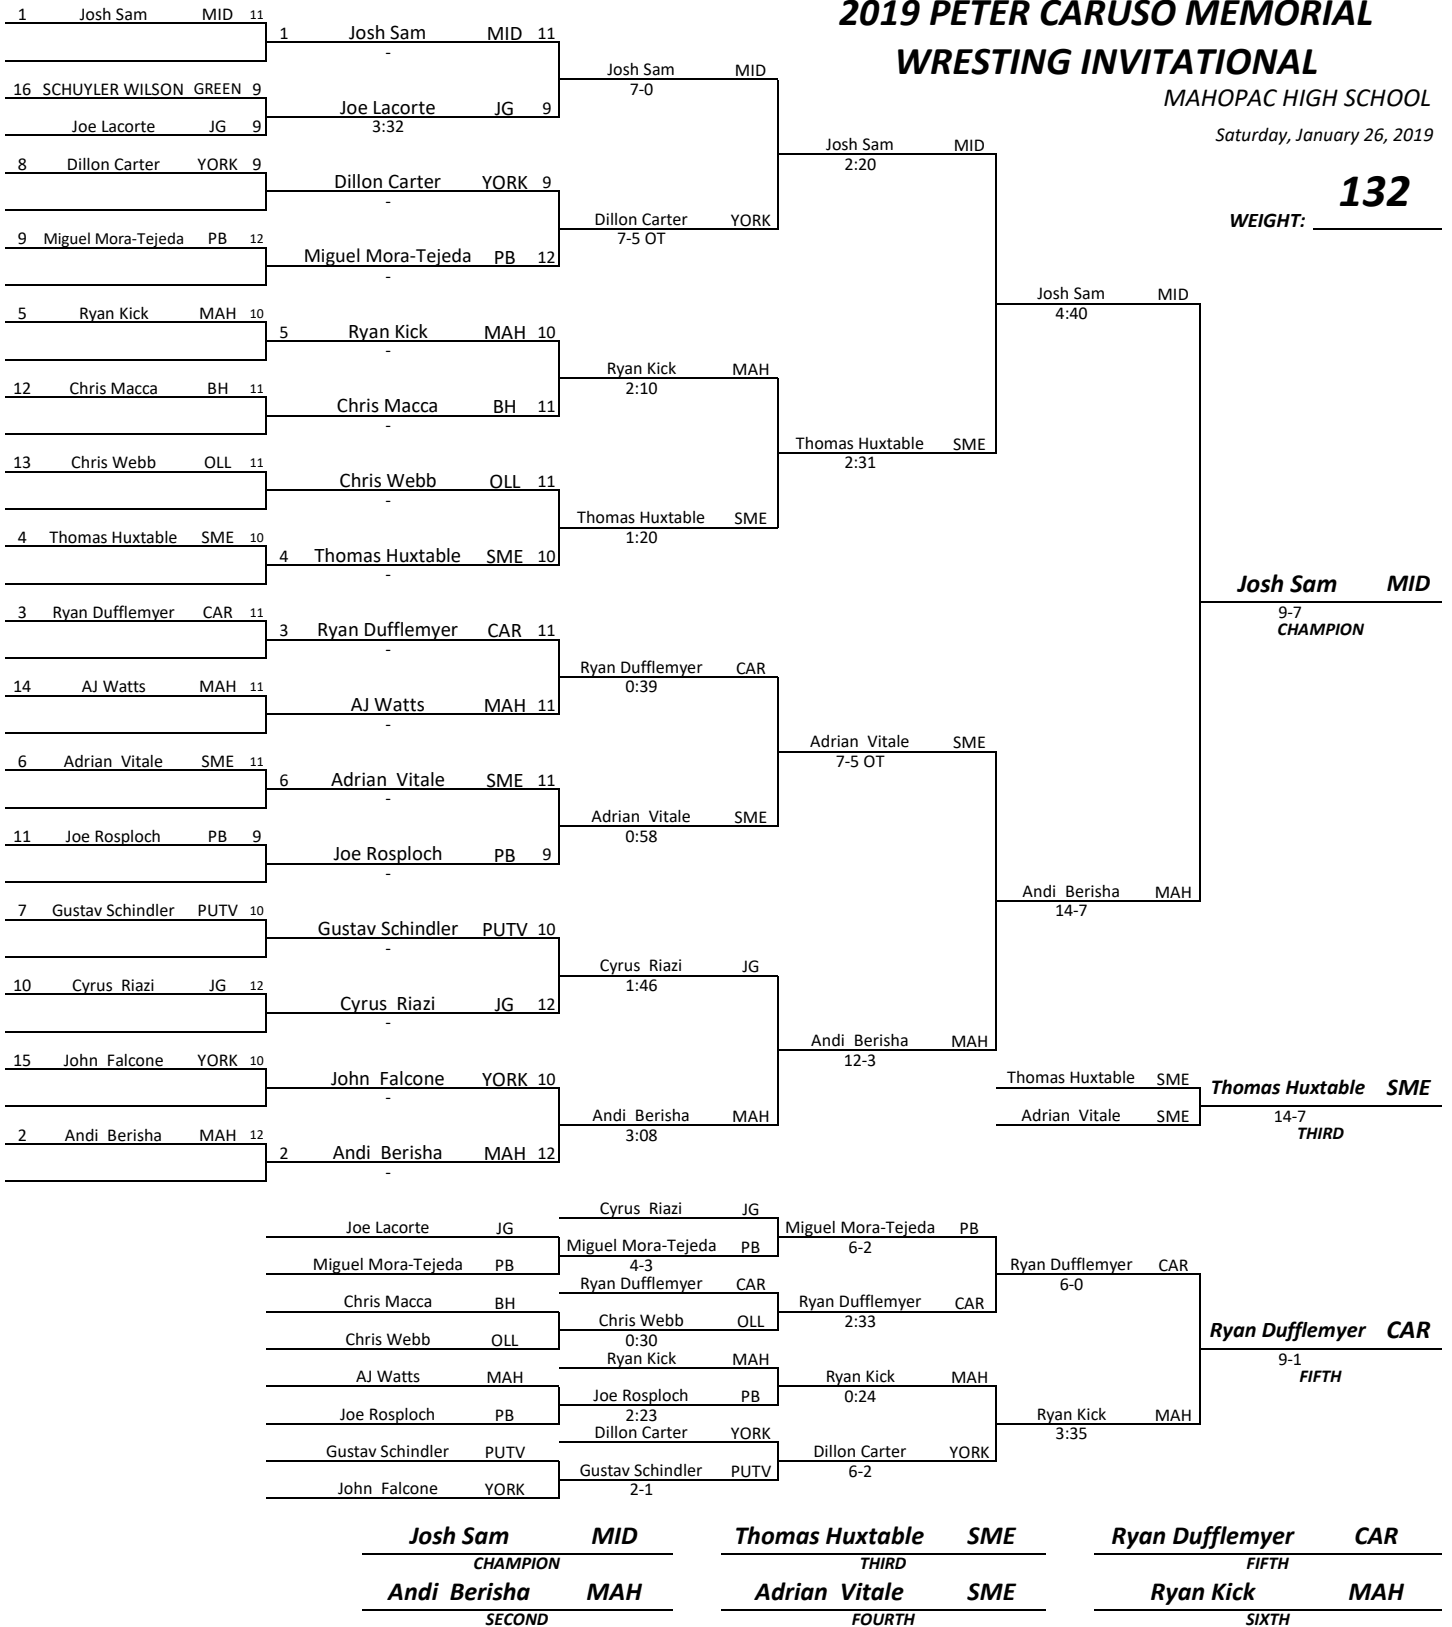 2019 PETER CARUSO MEMORIAL
WRESTING INVITATIONAL
MAHOPAC HIGH SCHOOL
Saturday, January 26, 2019
WEIGHT: 132
1 Josh Sam MID 11
16 SCHUYLER WILSON GREEN 9
Joe Lacorte JG 9
8 Dillon Carter YORK 9
9 Miguel Mora-Tejeda PB 12
5 Ryan Kick MAH 10
12 Chris Macca BH 11
13 Chris Webb OLL 11
4 Thomas Huxtable SME 10
3 Ryan Dufflemyer CAR 11
14 AJ Watts MAH 11
6 Adrian Vitale SME 11
11 Joe Rosploch PB 9
7 Gustav Schindler PUTV 10
10 Cyrus Riazi JG 12
15 John Falcone YORK 10
2 Andi Berisha MAH 12
1 Josh Sam MID 11
-
Joe Lacorte JG 9
3:32
Dillon Carter YORK 9
-
Miguel Mora-Tejeda PB 12
-
5 Ryan Kick MAH 10
-
Chris Macca BH 11
-
Chris Webb OLL 11
-
4 Thomas Huxtable SME 10
-
3 Ryan Dufflemyer CAR 11
-
AJ Watts MAH 11
-
6 Adrian Vitale SME 11
-
Joe Rosploch PB 9
-
Gustav Schindler PUTV 10
-
Cyrus Riazi JG 12
-
John Falcone YORK 10
-
2 Andi Berisha MAH 12
-
Josh Sam MID
7-0
Dillon Carter YORK
7-5 OT
Ryan Kick MAH
2:10
Thomas Huxtable SME
1:20
Ryan Dufflemyer CAR
0:39
Adrian Vitale SME
0:58
Cyrus Riazi JG
1:46
Andi Berisha MAH
3:08
Josh Sam MID
2:20
Thomas Huxtable SME
2:31
Adrian Vitale SME
7-5 OT
Andi Berisha MAH
12-3
Josh Sam MID
4:40
Andi Berisha MAH
14-7
Josh Sam MID
9-7
CHAMPION
Thomas Huxtable SME
Adrian Vitale SME
Thomas Huxtable SME
14-7
THIRD
Joe Lacorte JG
Miguel Mora-Tejeda PB
Chris Macca BH
Chris Webb OLL
AJ Watts MAH
Joe Rosploch PB
Gustav Schindler PUTV
John Falcone YORK
Cyrus Riazi JG
Miguel Mora-Tejeda PB
4-3
Ryan Dufflemyer CAR
Chris Webb OLL
0:30
Ryan Kick MAH
Joe Rosploch PB
2:23
Dillon Carter YORK
Gustav Schindler PUTV
2-1
Miguel Mora-Tejeda PB
6-2
Ryan Dufflemyer CAR
2:33
Ryan Kick MAH
0:24
Dillon Carter YORK
6-2
Ryan Dufflemyer CAR
6-0
Ryan Kick MAH
3:35
Ryan Dufflemyer CAR
9-1
FIFTH
Josh Sam MID
CHAMPION
Thomas Huxtable SME
THIRD
Ryan Dufflemyer CAR
FIFTH
Andi Berisha MAH
SECOND
Adrian Vitale SME
FOURTH
Ryan Kick MAH
SIXTH